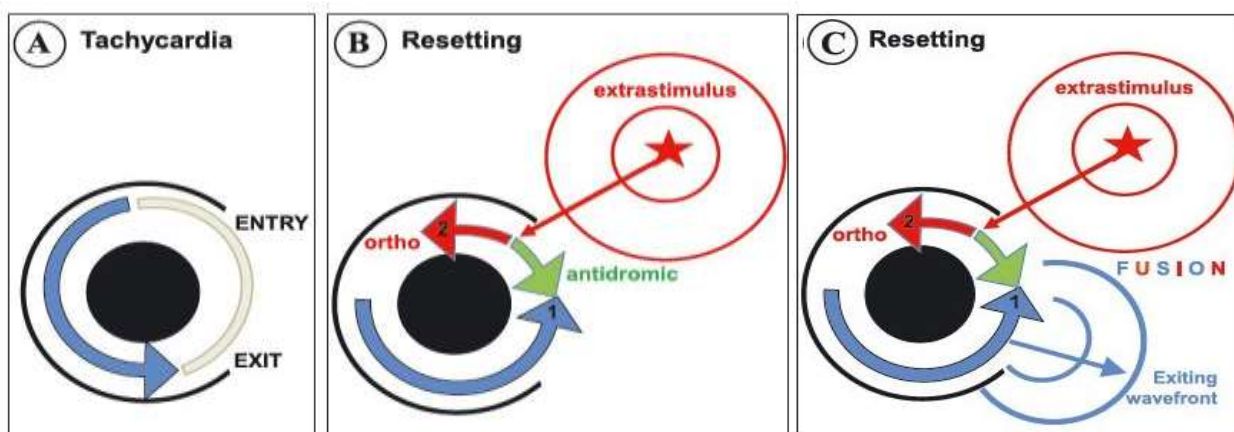 A Tachycardia
ENTRY
EXIT
B Resetting
extrastimulus
2
ortho
antidromic
1
C Resetting
extrastimulus
2
ortho
FUSION
1
Exiting
wavefront